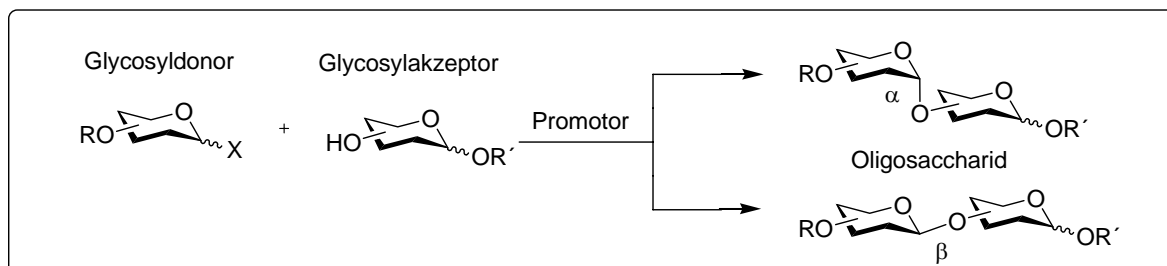 Glycosyldonor
Glycosylakzeptor
RO
O
X
+
HO
O
OR´
Promotor
RO
O
α
O
O
OR´
Oligosaccharid
RO
O
β
O
O
OR´